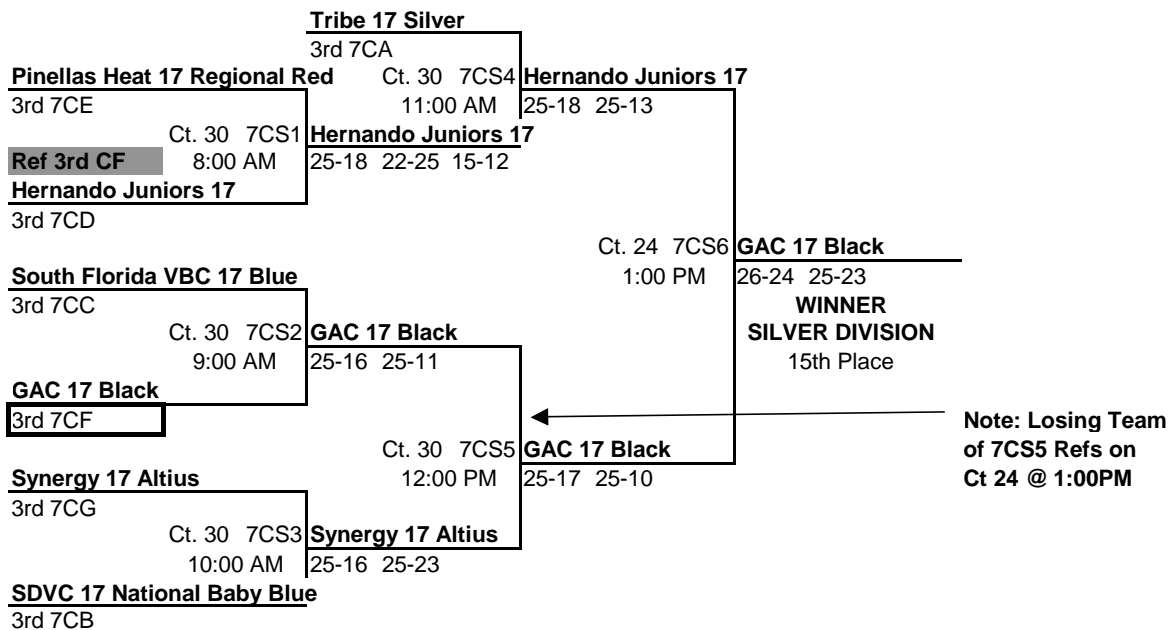 Tribe 17 Silver
3rd 7CA
Pinellas Heat 17 Regional Red
Ct. 30 7CS4
Hernando Juniors 17
3rd 7CE
11:00 AM
25-18 25-13
Ct. 30 7CS1
Hernando Juniors 17
Ref 3rd CF
8:00 AM
25-18 22-25 15-12
Hernando Juniors 17
3rd 7CD
Ct. 24 7CS6
GAC 17 Black
South Florida VBC 17 Blue
1:00 PM
26-24 25-23
3rd 7CC
WINNER
Ct. 30 7CS2
GAC 17 Black
SILVER DIVISION
9:00 AM
25-16 25-11
15th Place
GAC 17 Black
3rd 7CF
Note: Losing Team
Ct. 30 7CS5
GAC 17 Black
of 7CS5 Refs on
Synergy 17 Altius
12:00 PM
25-17 25-10
Ct 24 @ 1:00PM
3rd 7CG
Ct. 30 7CS3
Synergy 17 Altius
10:00 AM
25-16 25-23
SDVC 17 National Baby Blue
3rd 7CB